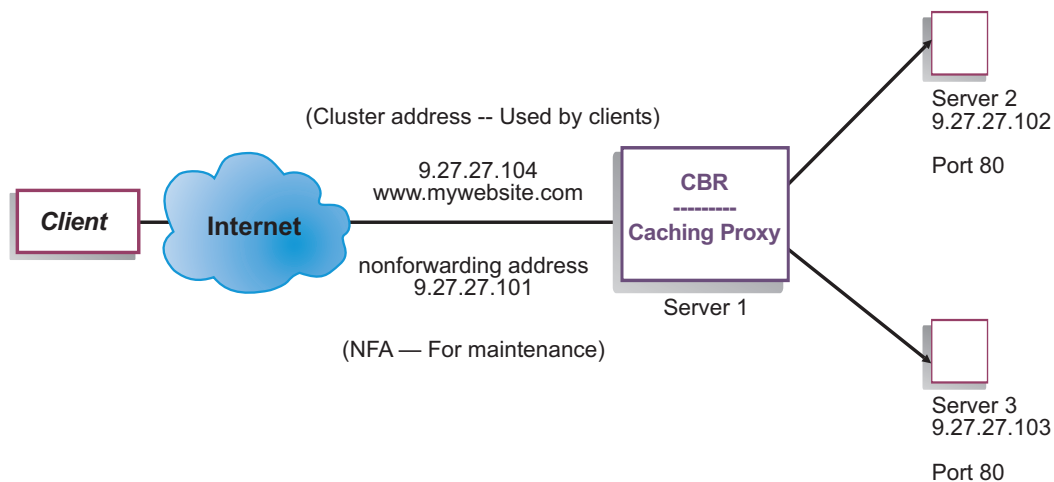 (Cluster address -- Used by clients)
9.27.27.104
www.mywebsite.com
Client
Internet
nonforwarding address
9.27.27.101
(NFA — For maintenance)
CBR
---------
Caching Proxy
Server 1
Server 2
9.27.27.102
Port 80
Server 3
9.27.27.103
Port 80